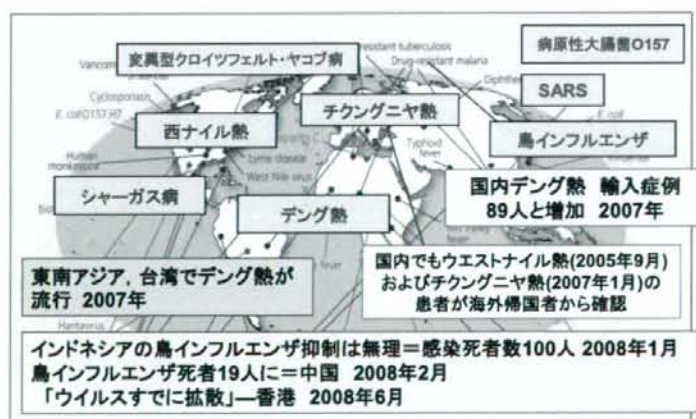 変異型クロイツフェルト・ヤコブ病
resistant tuberculosis
Drug-resistant malaria
病原性大腸菌O157
Cyclosporiasis
SARS
E. coli O157:H7
西ナイル熱
チクングニヤ熱
鳥インフルエンザ
E. coli
Human monkeypox
Lyme disease
West Nile virus
Typhoid fever
シャーガス病
デング熱
国内デング熱 輸入症例
89人と増加 2007年
fever
東南アジア，台湾でデング熱が
流行 2007年
国内でもウエストナイル熱(2005年9月)
およびチクングニヤ熱(2007年1月)の
患者が海外帰国者から確認
Hantavirus
インドネシアの鳥インフルエンザ抑制は無理＝感染死者数100人 2008年1月
鳥インフルエンザ死者19人に＝中国 2008年2月
「ウイルスすでに拡散」―香港 2008年6月